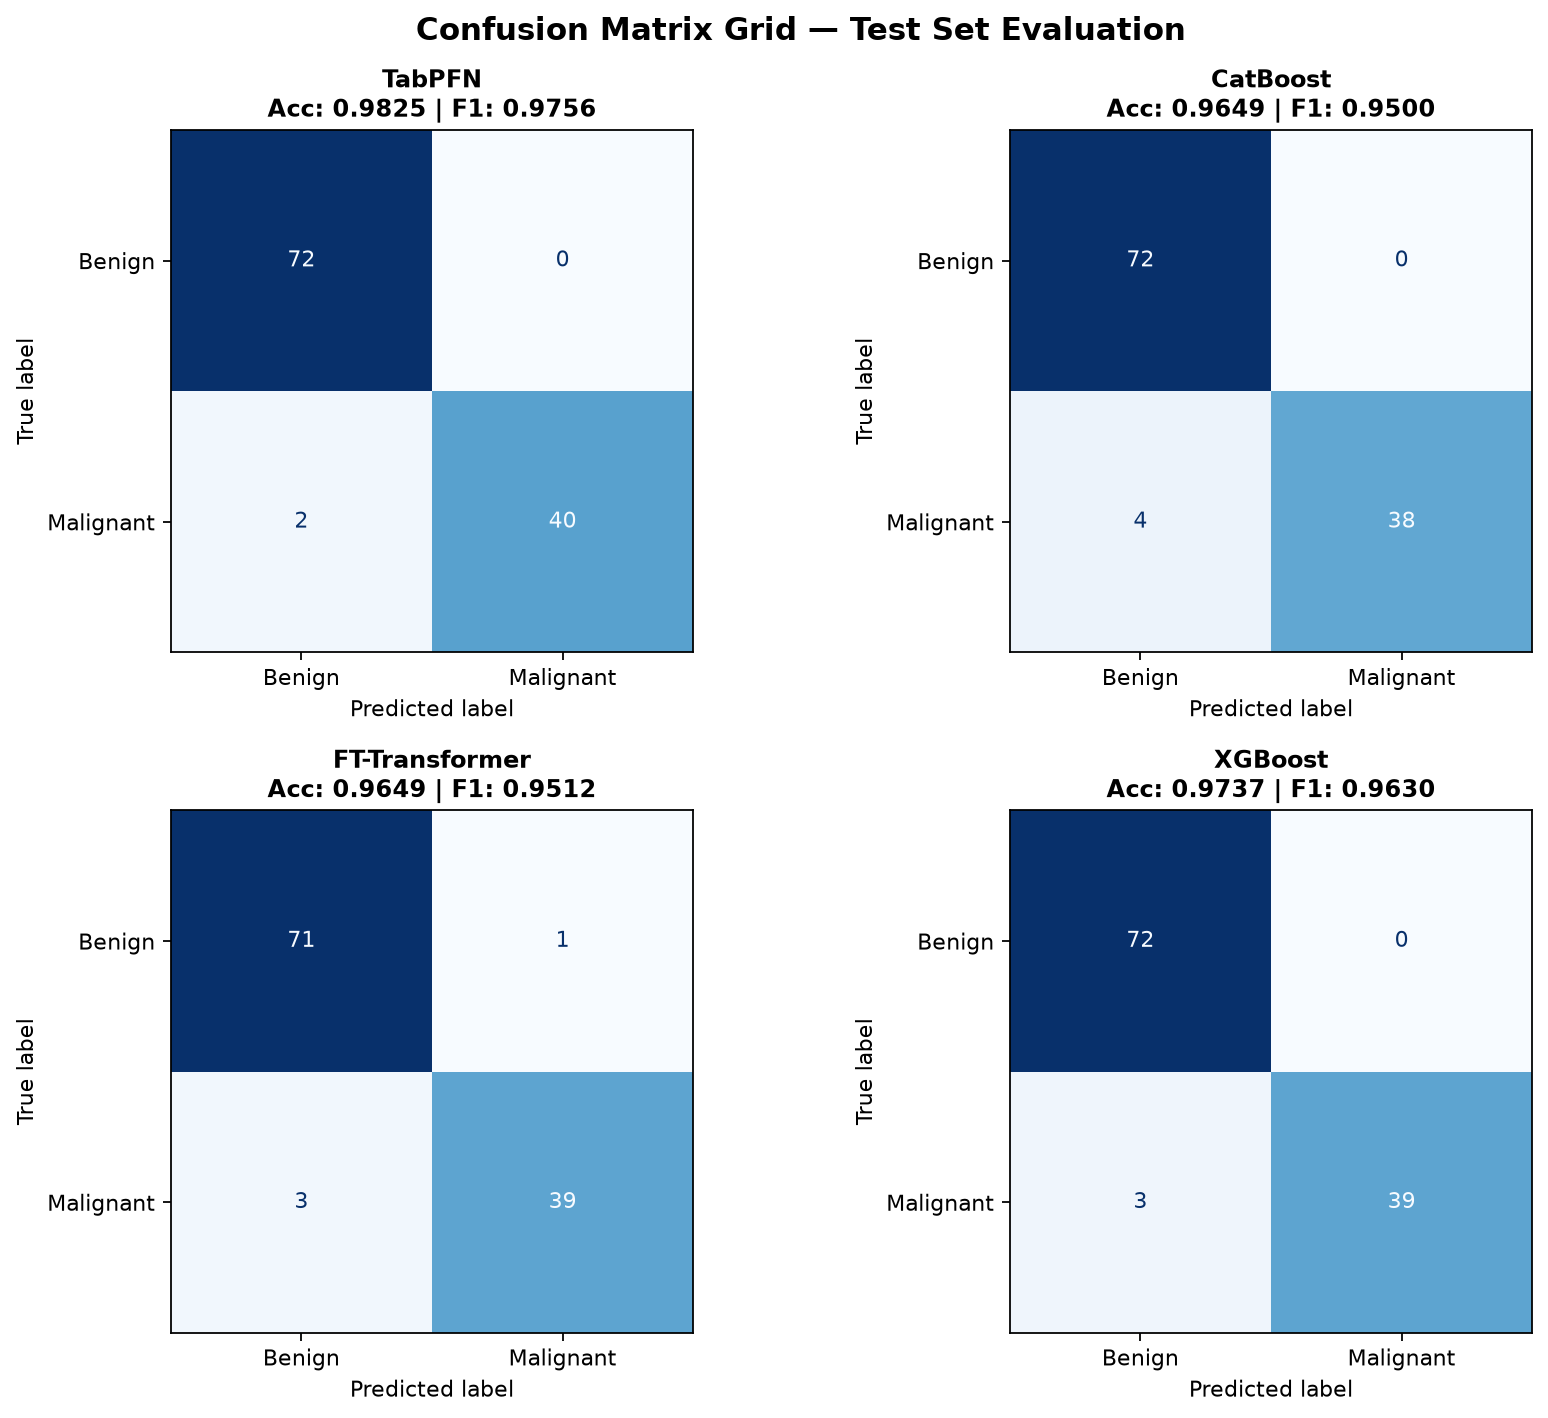 Confusion Matrix Grid — Test Set Evaluation
TabPFN
Acc: 0.9825 | F1: 0.9756
True label
Benign
72
0
Malignant
2
40
Benign
Malignant
Predicted label
CatBoost
Acc: 0.9649 | F1: 0.9500
True label
Benign
72
0
Malignant
4
38
Benign
Malignant
Predicted label
FT-Transformer
Acc: 0.9649 | F1: 0.9512
True label
Benign
71
1
Malignant
3
39
Benign
Malignant
Predicted label
XGBoost
Acc: 0.9737 | F1: 0.9630
True label
Benign
72
0
Malignant
3
39
Benign
Malignant
Predicted label